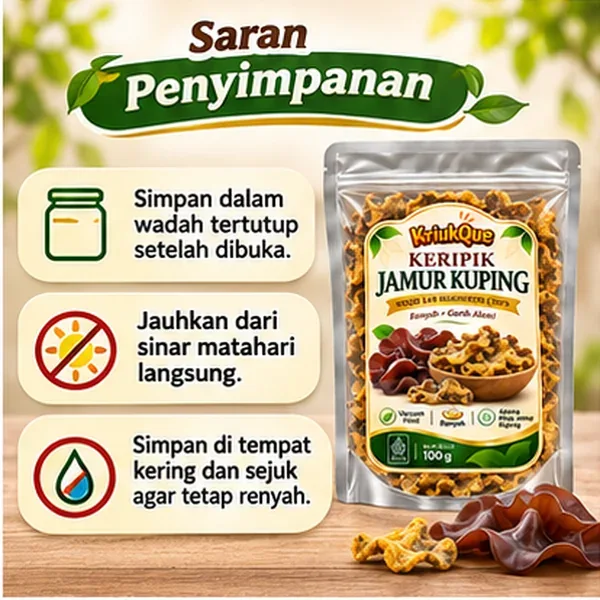 Saran
Penyimpanan
Simpan dalam
wadah tertutup
setelah dibuka.
Jauhkan dari
sinar matahari
langsung.
Simpan di tempat
kering dan sejuk
agar tetap renyah.
KriukQue
KERIPIK
JAMUR KUPING
100 g